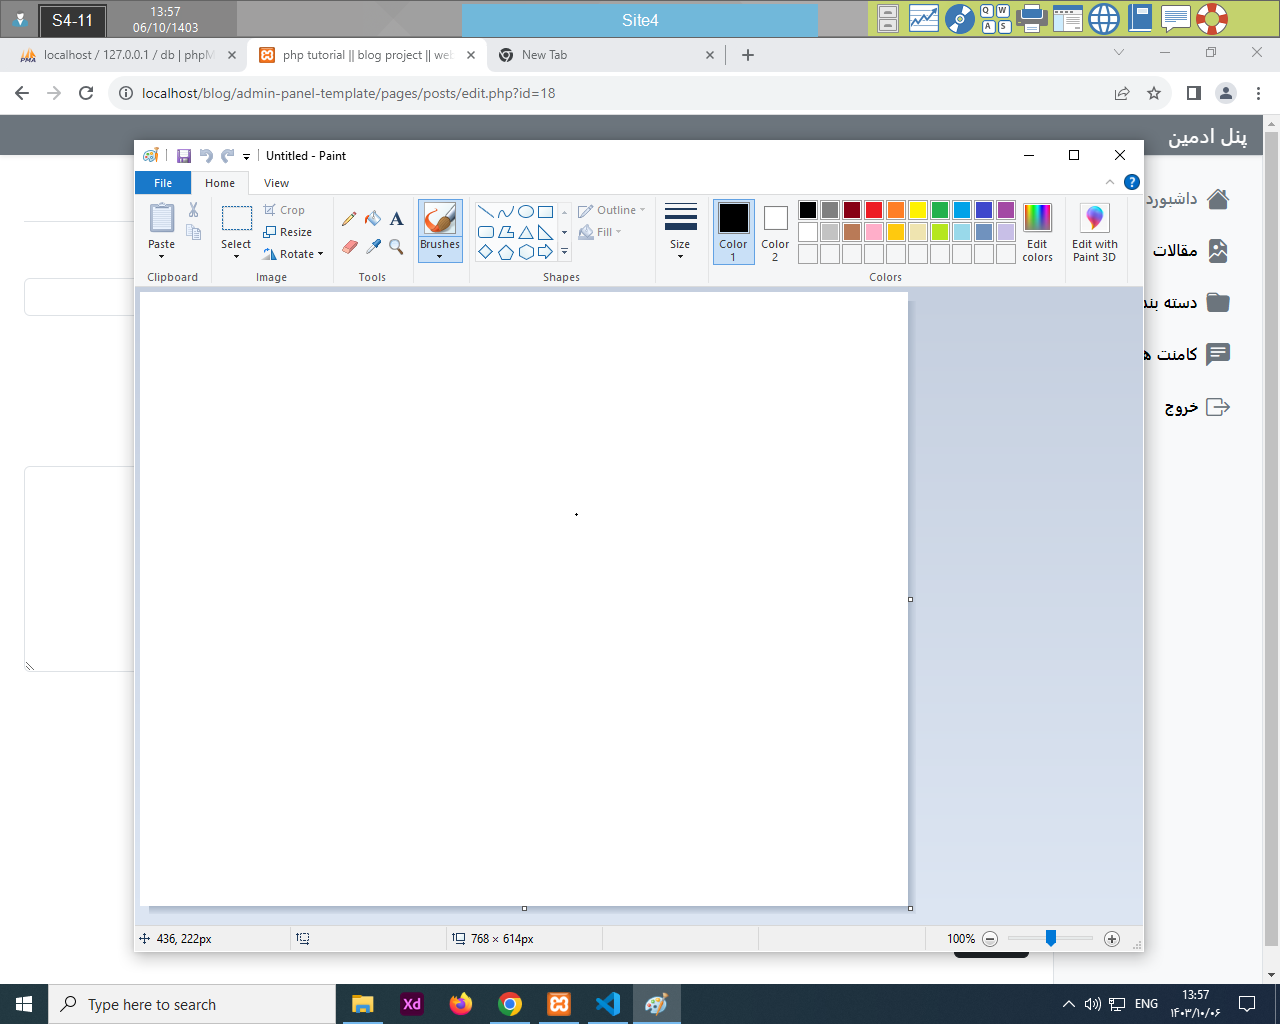 S4-11
13:57
06/10/1403
Site4
Q W
A S
PMA
localhost / 127.0.0.1 / db | phpM
php tutorial || blog project || web
New Tab
localhost/blog/admin-panel-template/pages/posts/edit.php?id=18
پنل ادمین
Untitled - Paint
File
Home
View
Paste
Clipboard
Select
Crop
Resize
Rotate
Image
A
Tools
Brushes
Outline
Fill
Shapes
Size
Color
1
Color
2
Edit
colors
Colors
Edit with
Paint 3D
داشبورد
مقالات
دسته
کامنت
خروج
436, 222px
768 × 614px
100%
Type here to search
Xd
ENG
13:57
۱۴۰۳/۱۰/۰۶